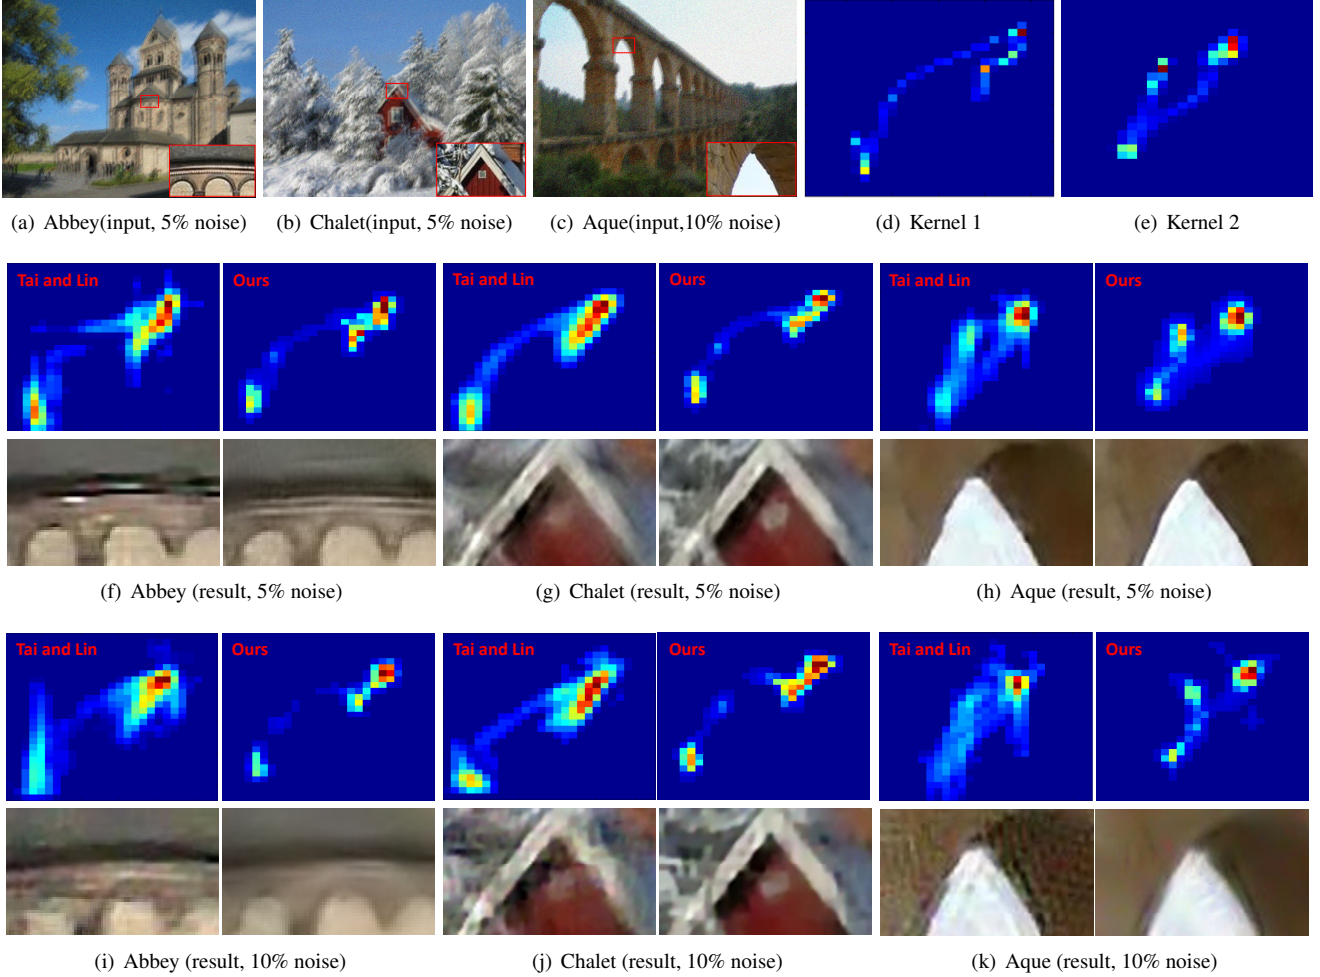 (a) Abbey(input, 5% noise)
(b) Chalet(input, 5% noise)
(c) Aque(input,10% noise)
(d) Kernel 1
(e) Kernel 2
Tai and Lin
Ours
Tai and Lin
Ours
Tai and Lin
Ours
(f) Abbey (result, 5% noise)
(g) Chalet (result, 5% noise)
(h) Aque (result, 5% noise)
Tai and Lin
Ours
Tai and Lin
Ours
Tai and Lin
Ours
(i) Abbey (result, 10% noise)
(j) Chalet (result, 10% noise)
(k) Aque (result, 10% noise)